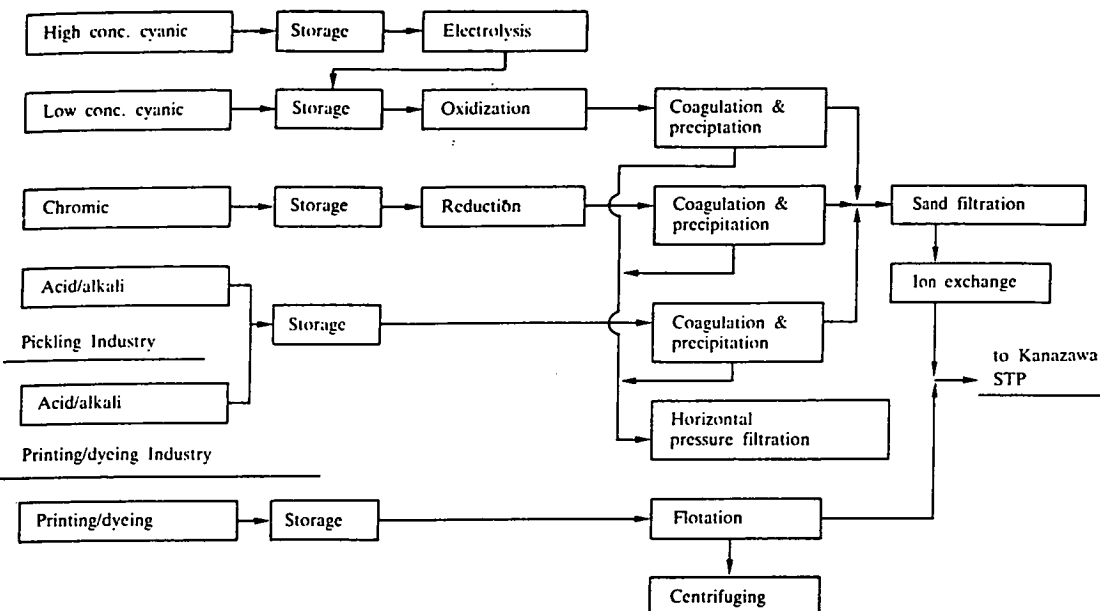 High conc. cyanic
Storage
Electrolysis
Low conc. cyanic
Storage
Oxidization
Coagulation &
preciptation
Chromic
Storage
Reduction
Coagulation &
precipitation
Sand filtration
Acid/alkali
Ion exchange
Storage
Coagulation &
precipitation
Pickling Industry
to Kanazawa
STP
Acid/alkali
Horizontal
pressure filtration
Printing/dyeing Industry
Printing/dyeing
Storage
Flotation
Centrifuging